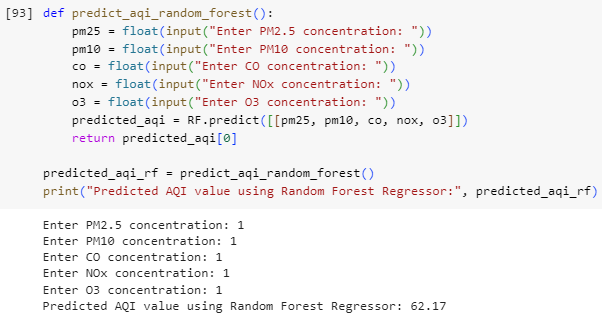 [93] def predict_aqi_random_forest():
pm25 = float(input("Enter PM2.5 concentration: "))
pm10 = float(input("Enter PM10 concentration: "))
co = float(input("Enter CO concentration: "))
nox = float(input("Enter NOx concentration: "))
o3 = float(input("Enter O3 concentration: "))
predicted_aqi = RF.predict([[pm25, pm10, co, nox, o3]])
return predicted_aqi[0]
predicted_aqi_rf = predict_aqi_random_forest()
print("Predicted AQI value using Random Forest Regressor:", predicted_aqi_rf)
Enter PM2.5 concentration: 1
Enter PM10 concentration: 1
Enter CO concentration: 1
Enter NOx concentration: 1
Enter O3 concentration: 1
Predicted AQI value using Random Forest Regressor: 62.17